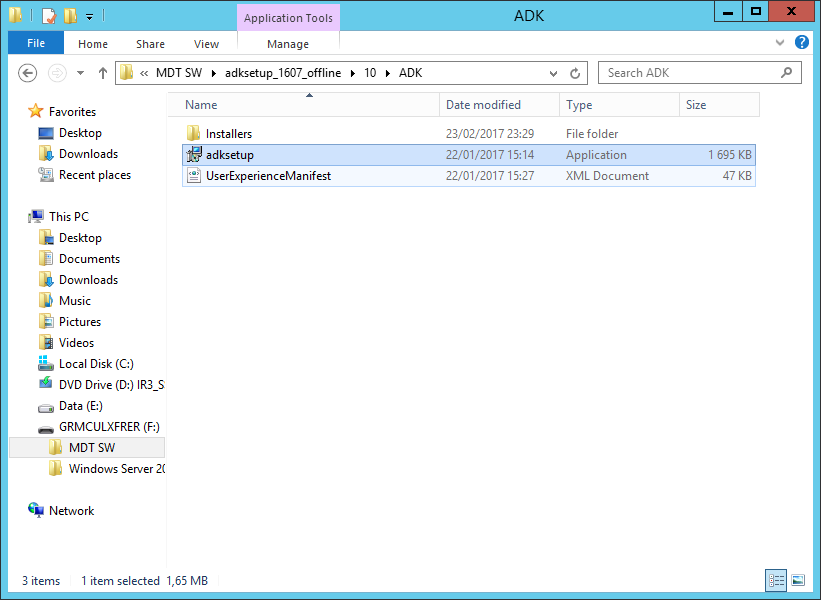 Application Tools
ADK
File
Home
Share
View
Manage
« MDT SW ▸ adksetup_1607_offline ▸ 10 ▸ ADK
Search ADK
Name
Date modified
Type
Size
Installers
23/02/2017 23:29
File folder
adksetup
22/01/2017 15:14
Application
1 695 KB
UserExperienceManifest
22/01/2017 15:27
XML Document
47 KB
Favorites
Desktop
Downloads
Recent places
This PC
Desktop
Documents
Downloads
Music
Pictures
Videos
Local Disk (C:)
DVD Drive (D:) IR3_S
Data (E:)
GRMCULXFRER (F:)
MDT SW
Windows Server 20
Network
3 items
1 item selected 1,65 MB